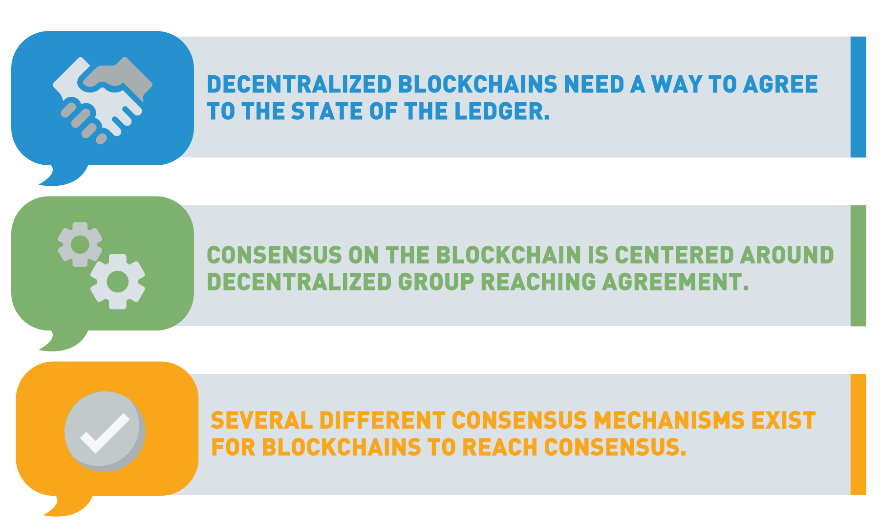 DECENTRALIZED BLOCKCHAINS NEED A WAY TO AGREE
TO THE STATE OF THE LEDGER.
CONSENSUS ON THE BLOCKCHAIN IS CENTERED AROUND
DECENTRALIZED GROUP REACHING AGREEMENT.
SEVERAL DIFFERENT CONSENSUS MECHANISMS EXIST
FOR BLOCKCHAINS TO REACH CONSENSUS.